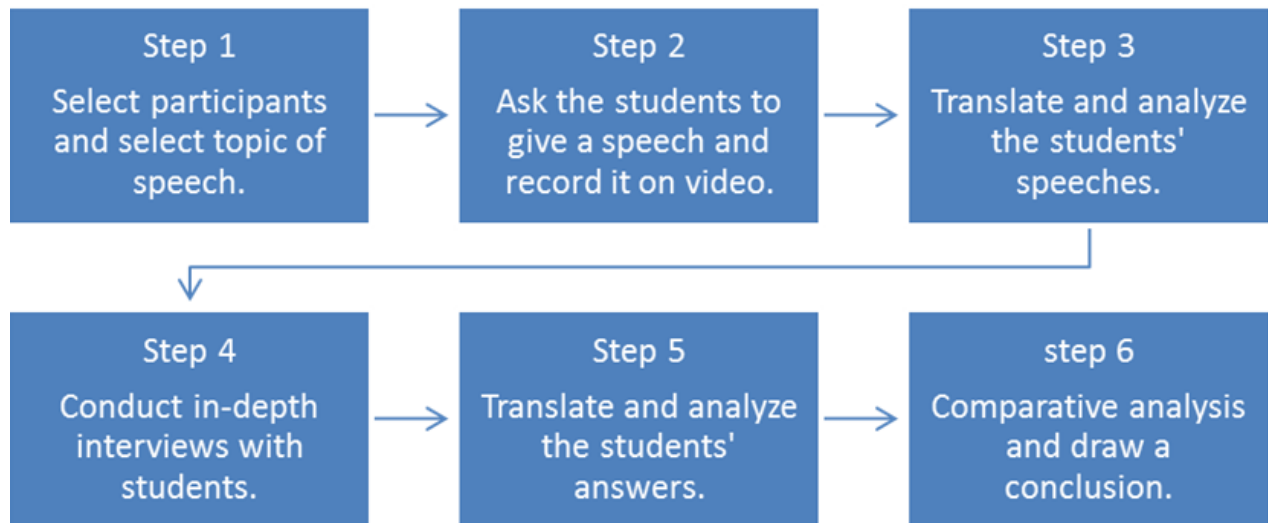 Step 1
Select participants
and select topic of
speech.
Step 2
Ask the students to
give a speech and
record it on video.
Step 3
Translate and analyze
the students'
speeches.
Step 4
Conduct in-depth
interviews with
students.
Step 5
Translate and analyze
the students'
answers.
step 6
Comparative analysis
and draw a
conclusion.